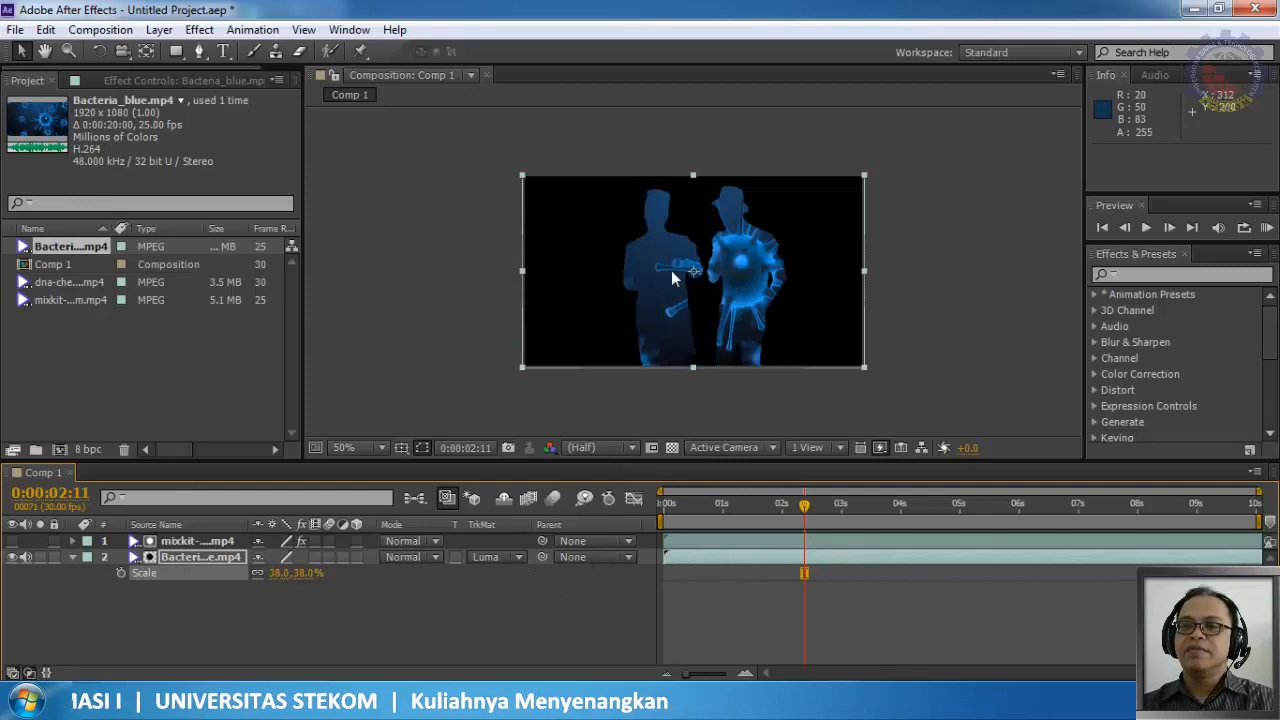 Adobe After Effects - Untitled Project.aep *
File Edit Composition Layer Effect Animation View Window Help
Workspace: Standard Search Help
Project Effect Controls: Bacteria_blue.mp
Composition: Comp 1
Info Audio
Comp 1
Bacteria_blue.mp4 , used 1 time
1920 x 1080 (1.00)
Δ 0:00:20:00, 25.00 fps
Millions of Colors
H.264
48.000 kHz / 32 bit U / Stereo
R : 20
G : 50
B : 83
A : 255
X : 312
Preview
Effects & Presets
Name Type Size Frame R...
Bacteri....mp4 MPEG ... MB 25
Comp 1 Composition 30
dna-che....mp4 MPEG 3.5 MB 30
mixkit-...m.mp4 MPEG 5.1 MB 25
* Animation Presets
3D Channel
Audio
Blur & Sharpen
Channel
Color Correction
Distort
Expression Controls
Generate
Keying
8 bpc
50% 0:00:02:11 (Half) Active Camera 1 View +0.0
Comp 1
0:00:02:11
00071 (30.00 fps)
# Source Name Mode T TrkMat Parent
:00s 01s 02s 03s 04s 05s 06s 07s 08s 09s 10s
1 mixkit-....mp4 Normal None
2 Bacteri...e.mp4 Normal Luma None
Scale 38.0,38.0%
IASI I | UNIVERSITAS STEKOM | Kuliahnya Menyenangkan